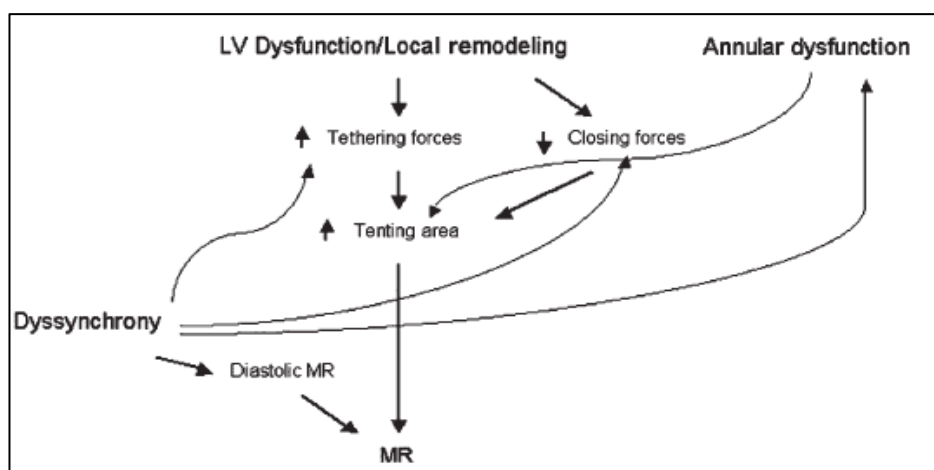 LV Dysfunction/Local remodeling
Annular dysfunction
Tethering forces
Closing forces
Tenting area
Dyssynchrony
Diastolic MR
MR